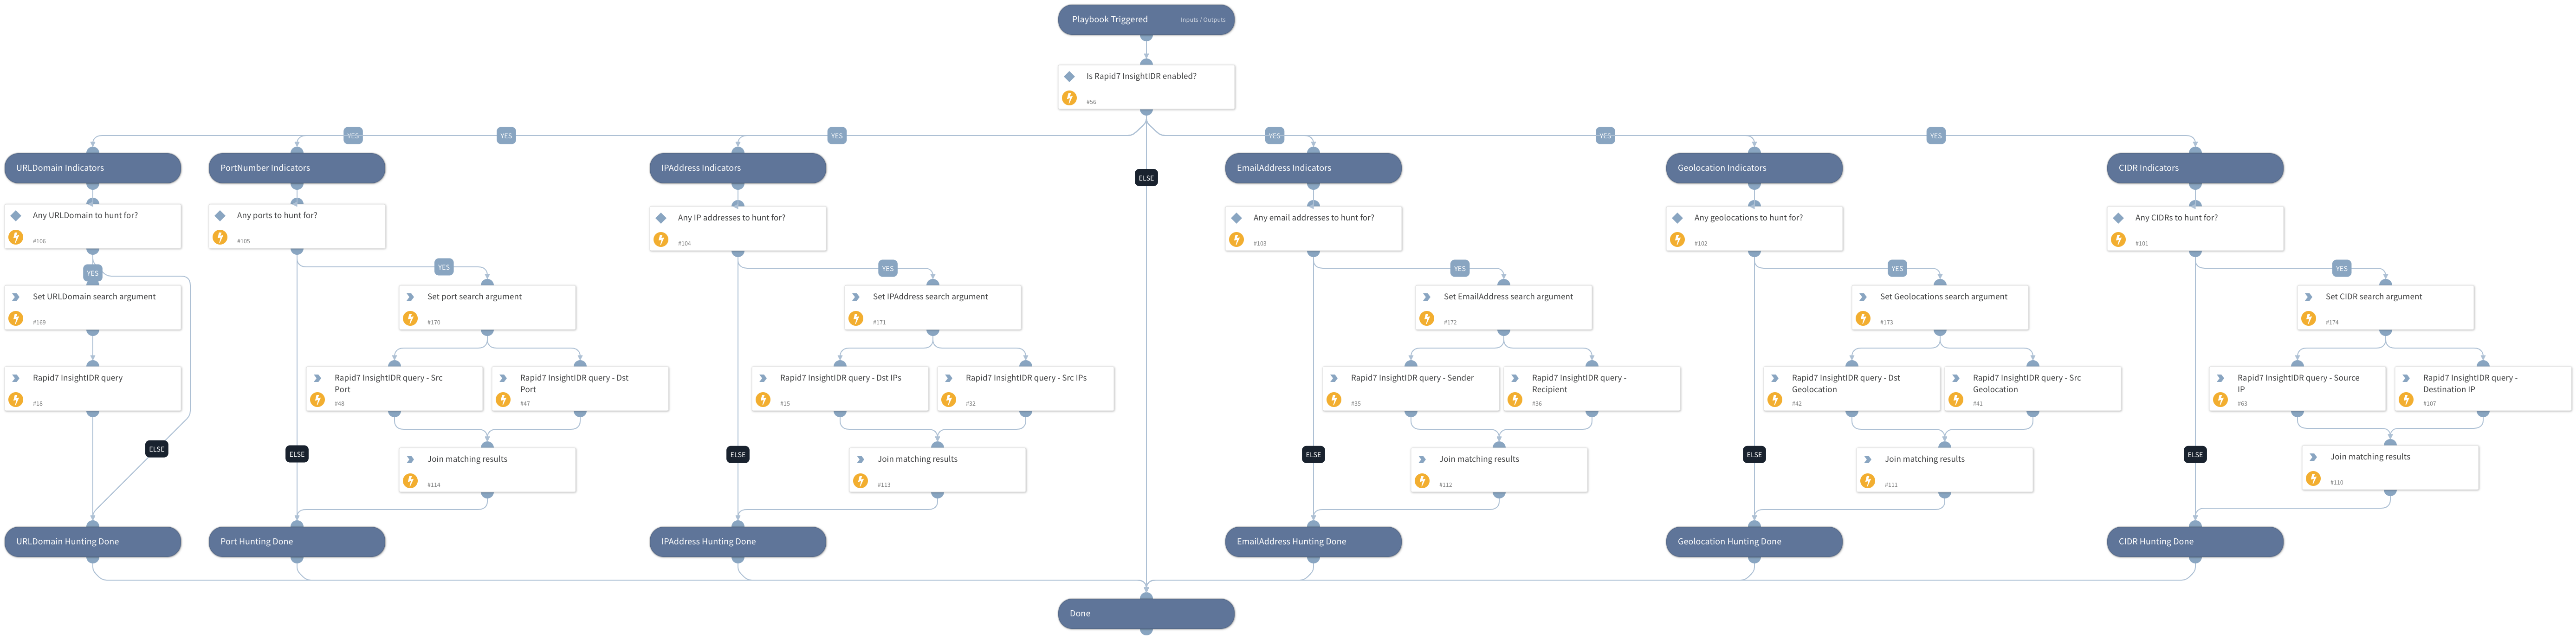 Playbook Triggered Inputs / Outputs
Is Rapid7 InsightIDR enabled?
#56
YES YES YES YES YES YES
URLDomain Indicators PortNumber Indicators IPAddress Indicators EmailAddress Indicators Geolocation Indicators CIDR Indicators
ELSE
Any URLDomain to hunt for? Any ports to hunt for? Any IP addresses to hunt for? Any email addresses to hunt for? Any geolocations to hunt for? Any CIDRs to hunt for?
#106 #105 #104 #103 #102 #101
YES YES YES YES YES YES
Set URLDomain search argument Set port search argument Set IPAddress search argument Set EmailAddress search argument Set Geolocations search argument Set CIDR search argument
#169 #170 #171 #172 #173 #174
Rapid7 InsightIDR query
#18
Rapid7 InsightIDR query - Src
Port
#48
Rapid7 InsightIDR query - Dst
Port
#47
Rapid7 InsightIDR query - Dst IPs
#15
Rapid7 InsightIDR query - Src IPs
#32
Rapid7 InsightIDR query - Sender
#35
Rapid7 InsightIDR query -
Recipient
#36
Rapid7 InsightIDR query - Dst
Geolocation
#42
Rapid7 InsightIDR query - Src
Geolocation
#41
Rapid7 InsightIDR query - Source
IP
#63
Rapid7 InsightIDR query -
Destination IP
#107
ELSE ELSE ELSE ELSE ELSE ELSE
Join matching results Join matching results Join matching results Join matching results Join matching results
#114 #113 #112 #111 #110
URLDomain Hunting Done Port Hunting Done IPAddress Hunting Done EmailAddress Hunting Done Geolocation Hunting Done CIDR Hunting Done
Done